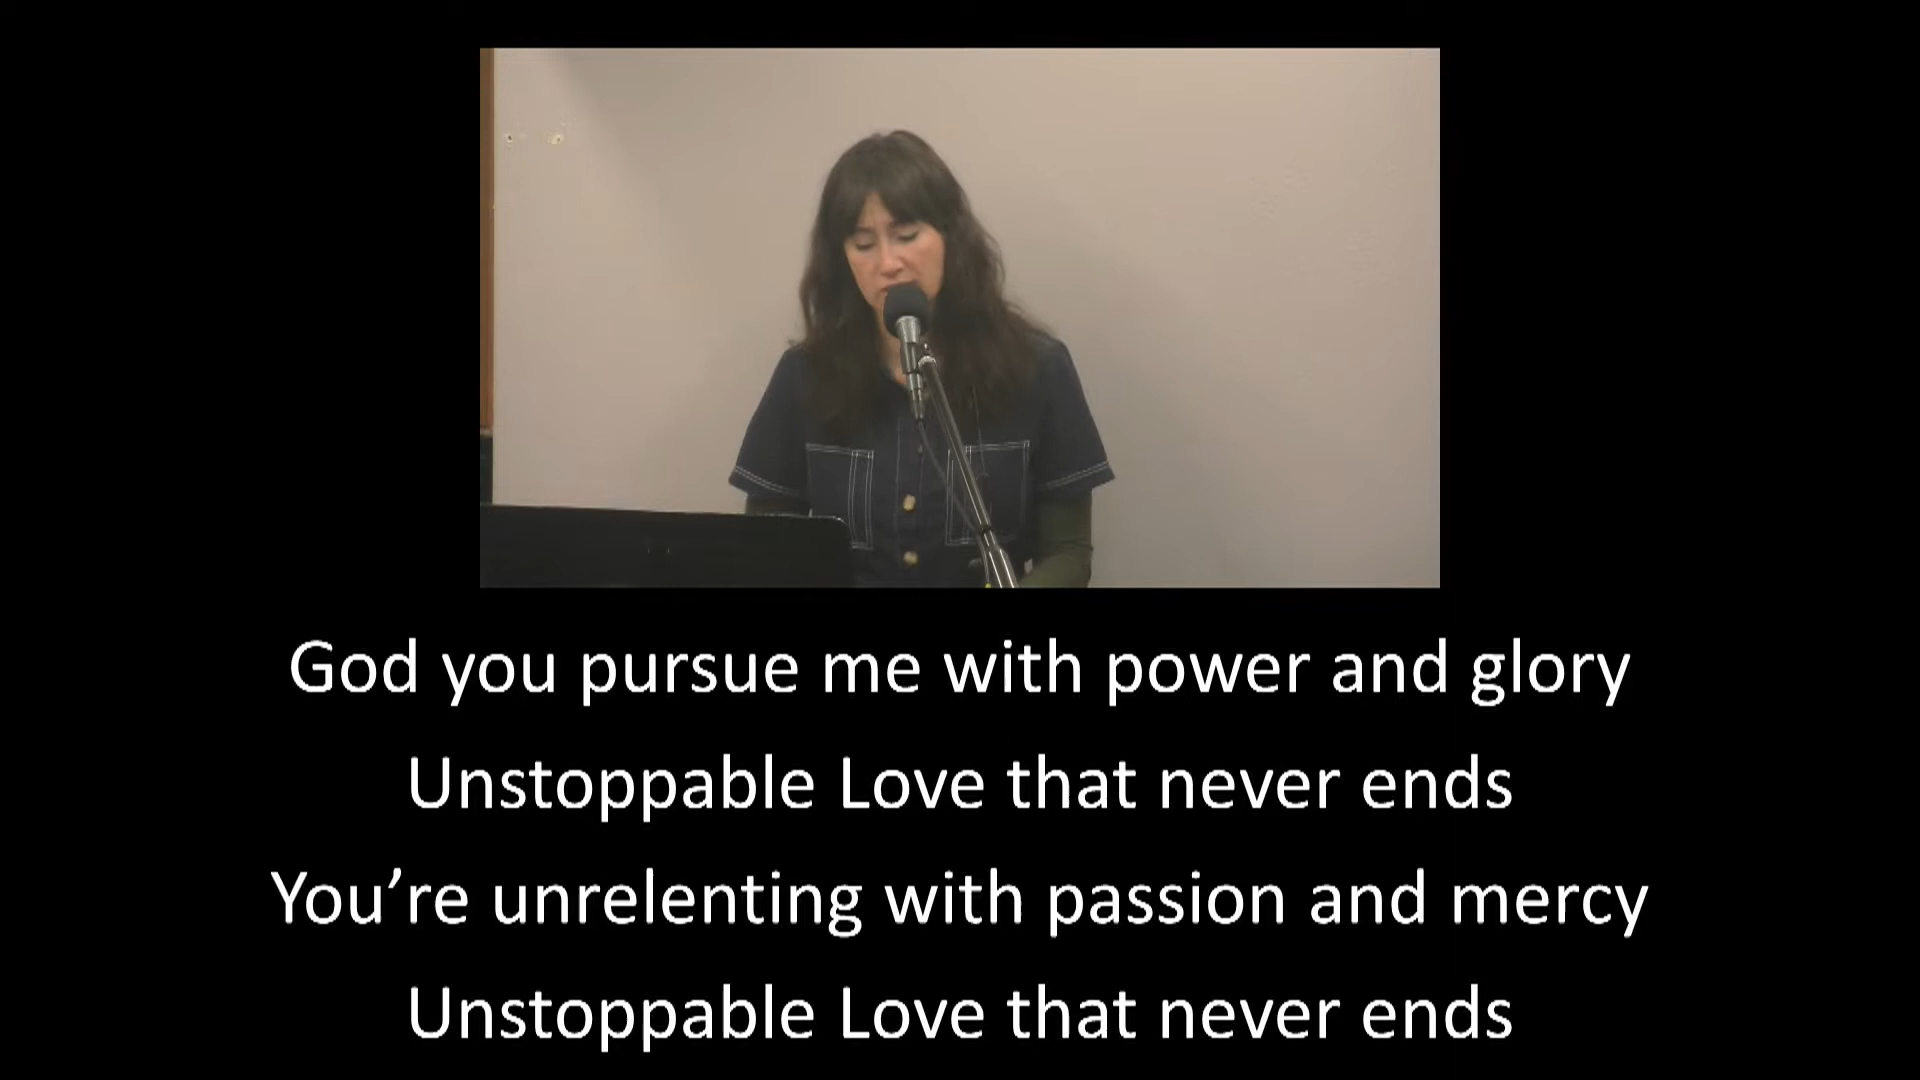 God you pursue me with power and glory
Unstoppable Love that never ends
You’re unrelenting with passion and mercy
Unstoppable Love that never ends